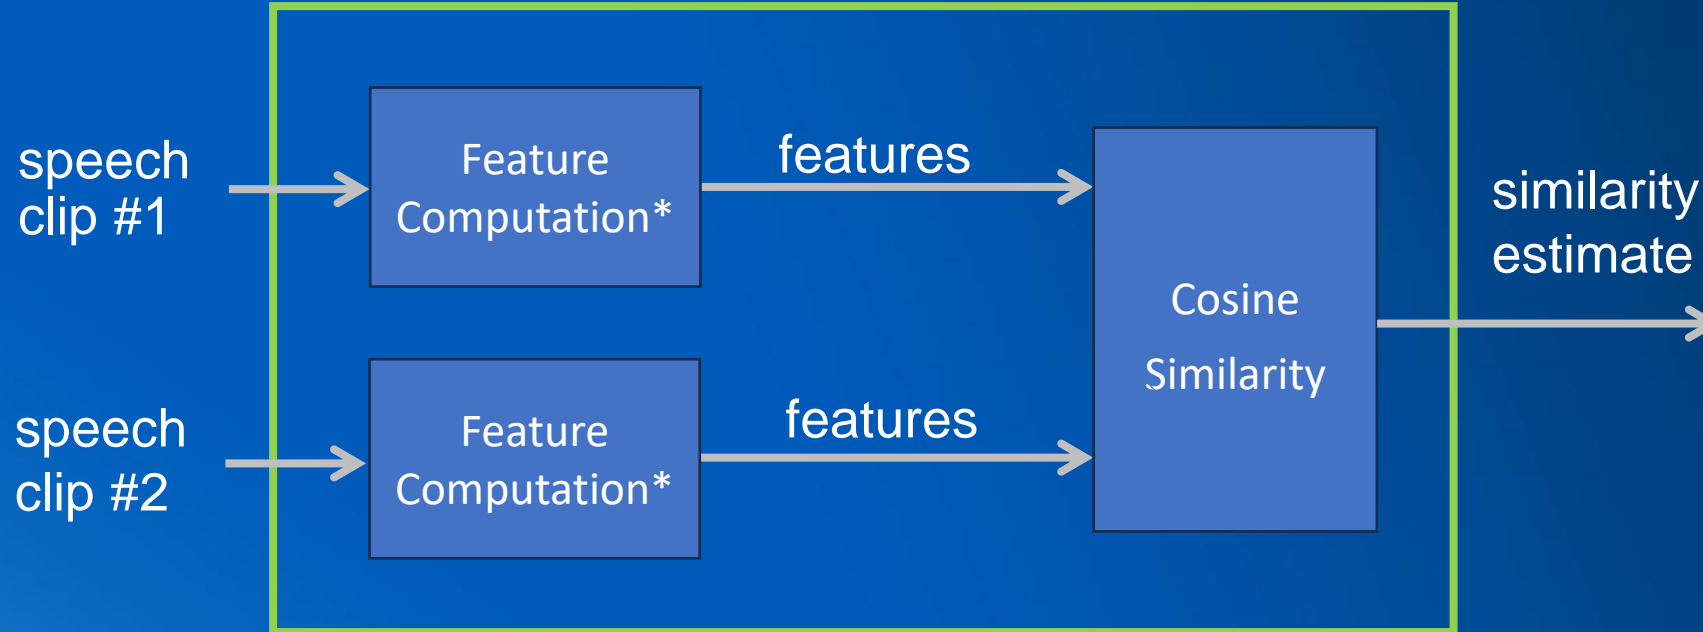 speech
clip #1
Feature
Computation*
features
speech
clip #2
Feature
Computation*
features
Cosine
Similarity
similarity
estimate